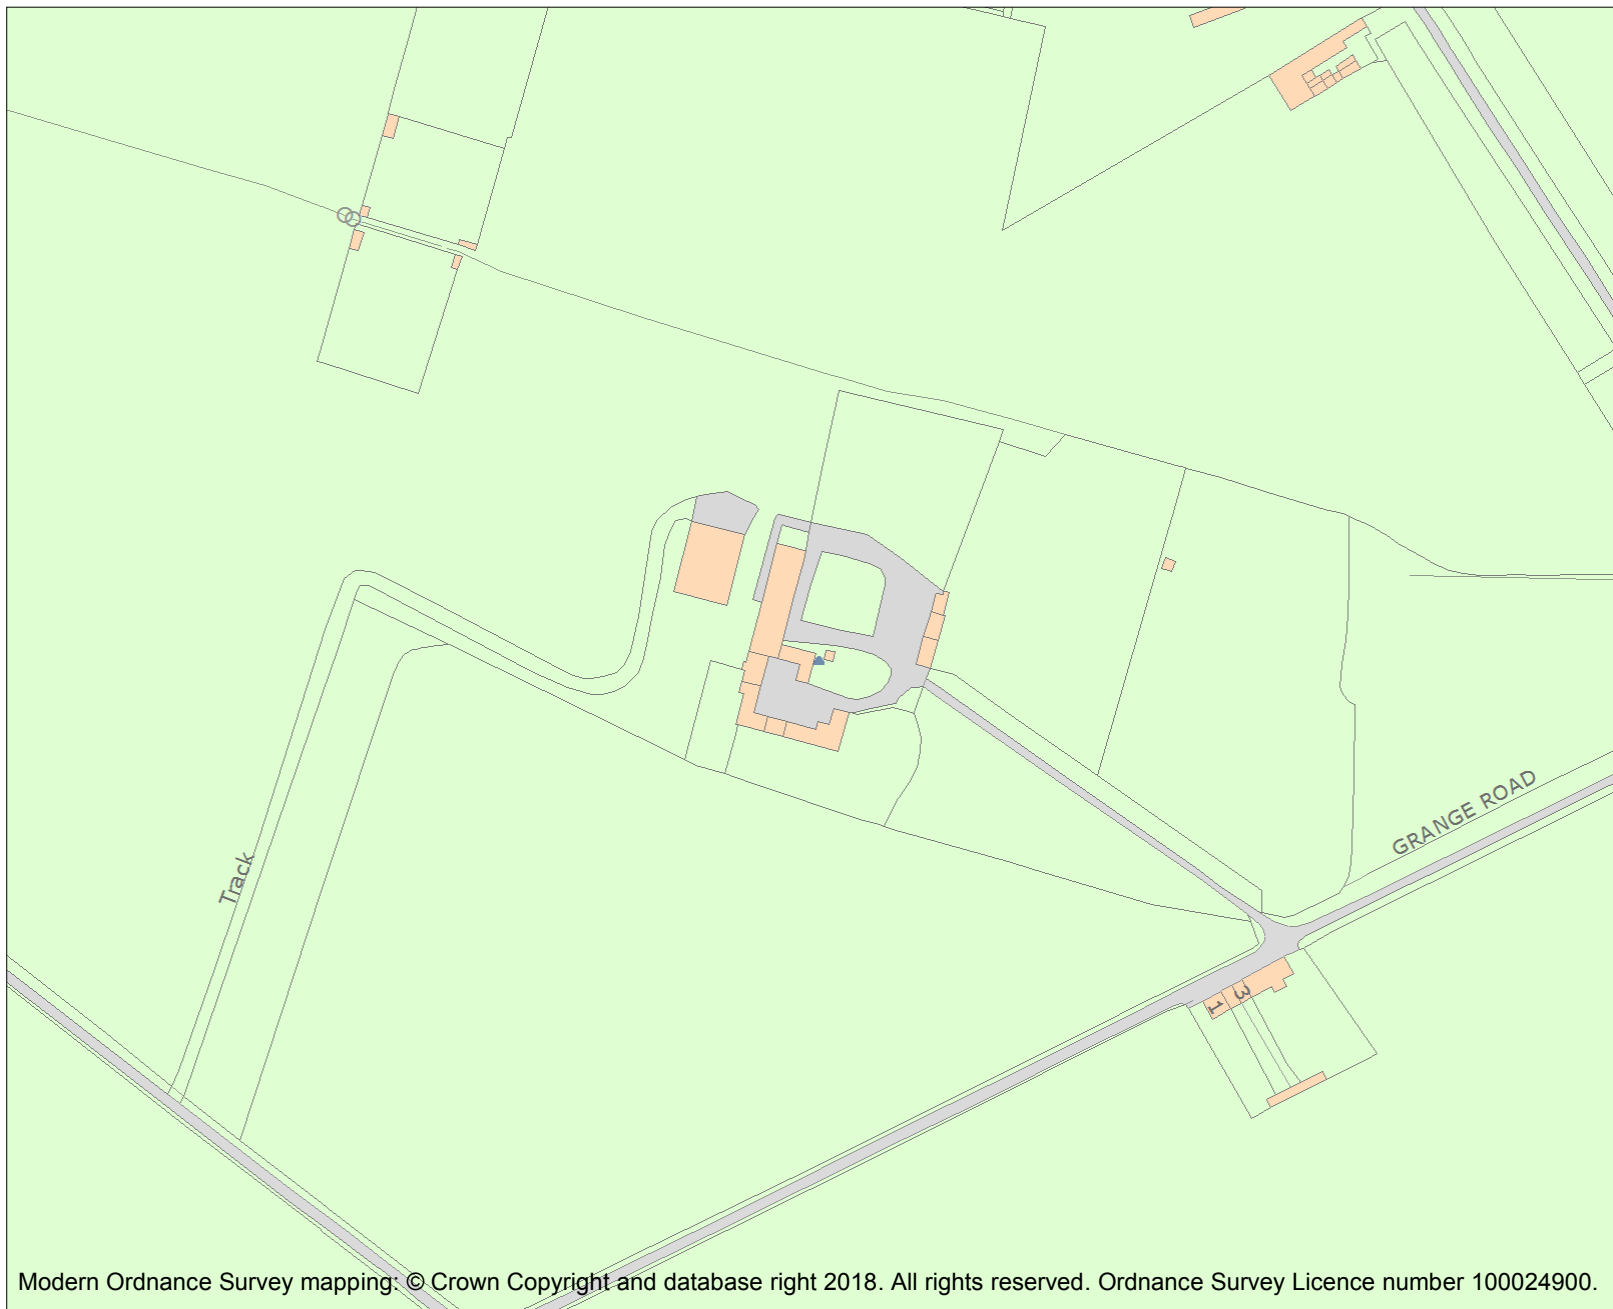 GRANGE ROAD
Track
3
1
Modern Ordnance Survey mapping: © Crown Copyright and database right 2018. All rights reserved. Ordnance Survey Licence number 100024900.